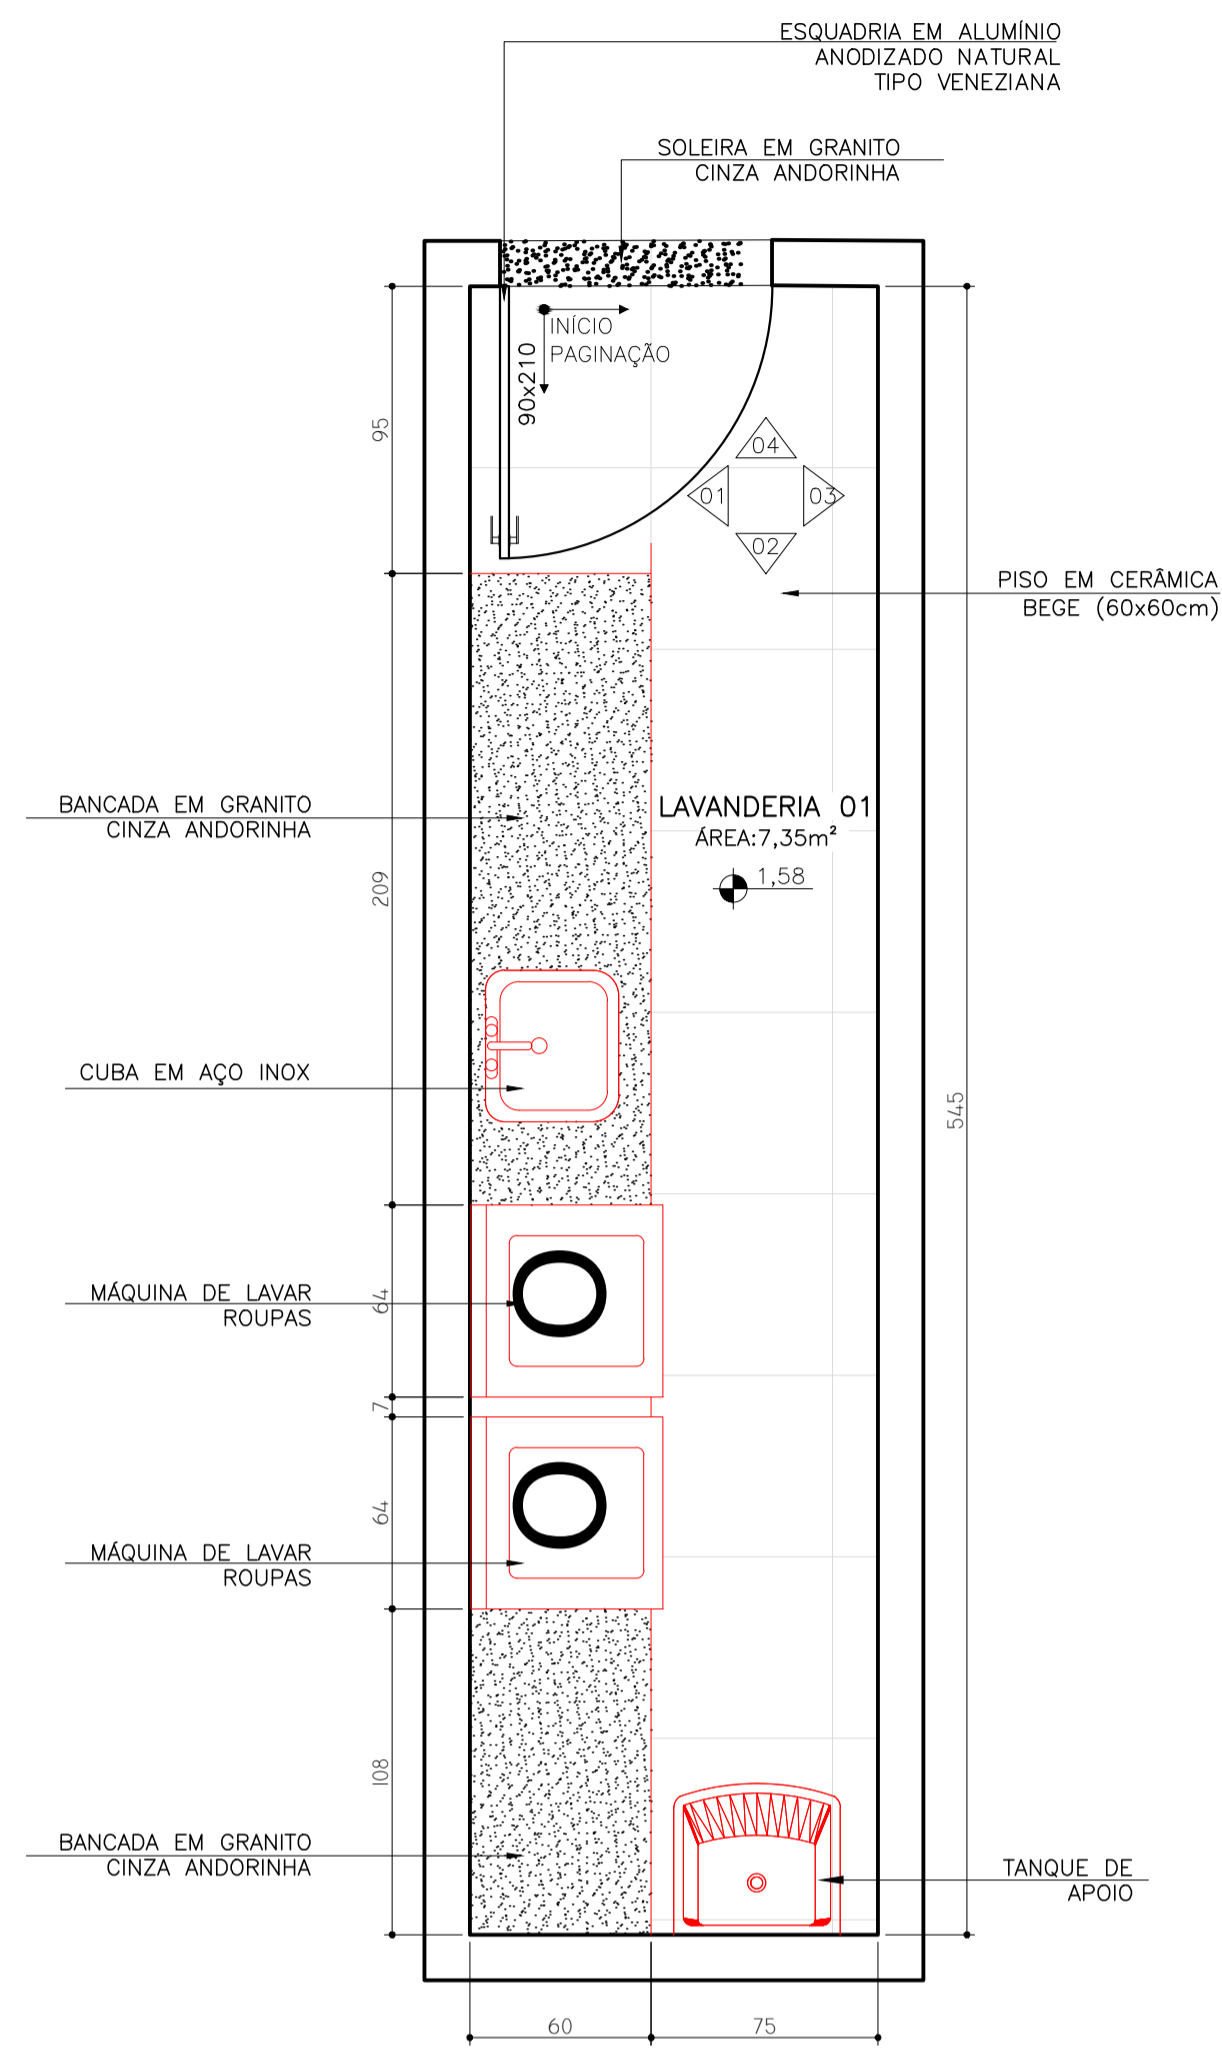 ESQUADRIA EM ALUMÍNIO
ANODIZADO NATURAL
TIPO VENEZIANA
SOLEIRA EM GRANITO
CINZA ANDORINHA
INÍCIO
PAGINAÇÃO
90x210
95
04
01
03
02
PISO EM CERÂMICA
BEGE (60x60cm)
BANCADA EM GRANITO
CINZA ANDORINHA
LAVANDERIA 01
ÁREA:7,35m²
1,58
209
CUBA EM AÇO INOX
545
MÁQUINA DE LAVAR
ROUPAS
64
7
64
MÁQUINA DE LAVAR
ROUPAS
108
BANCADA EM GRANITO
CINZA ANDORINHA
TANQUE DE
APOIO
60
75